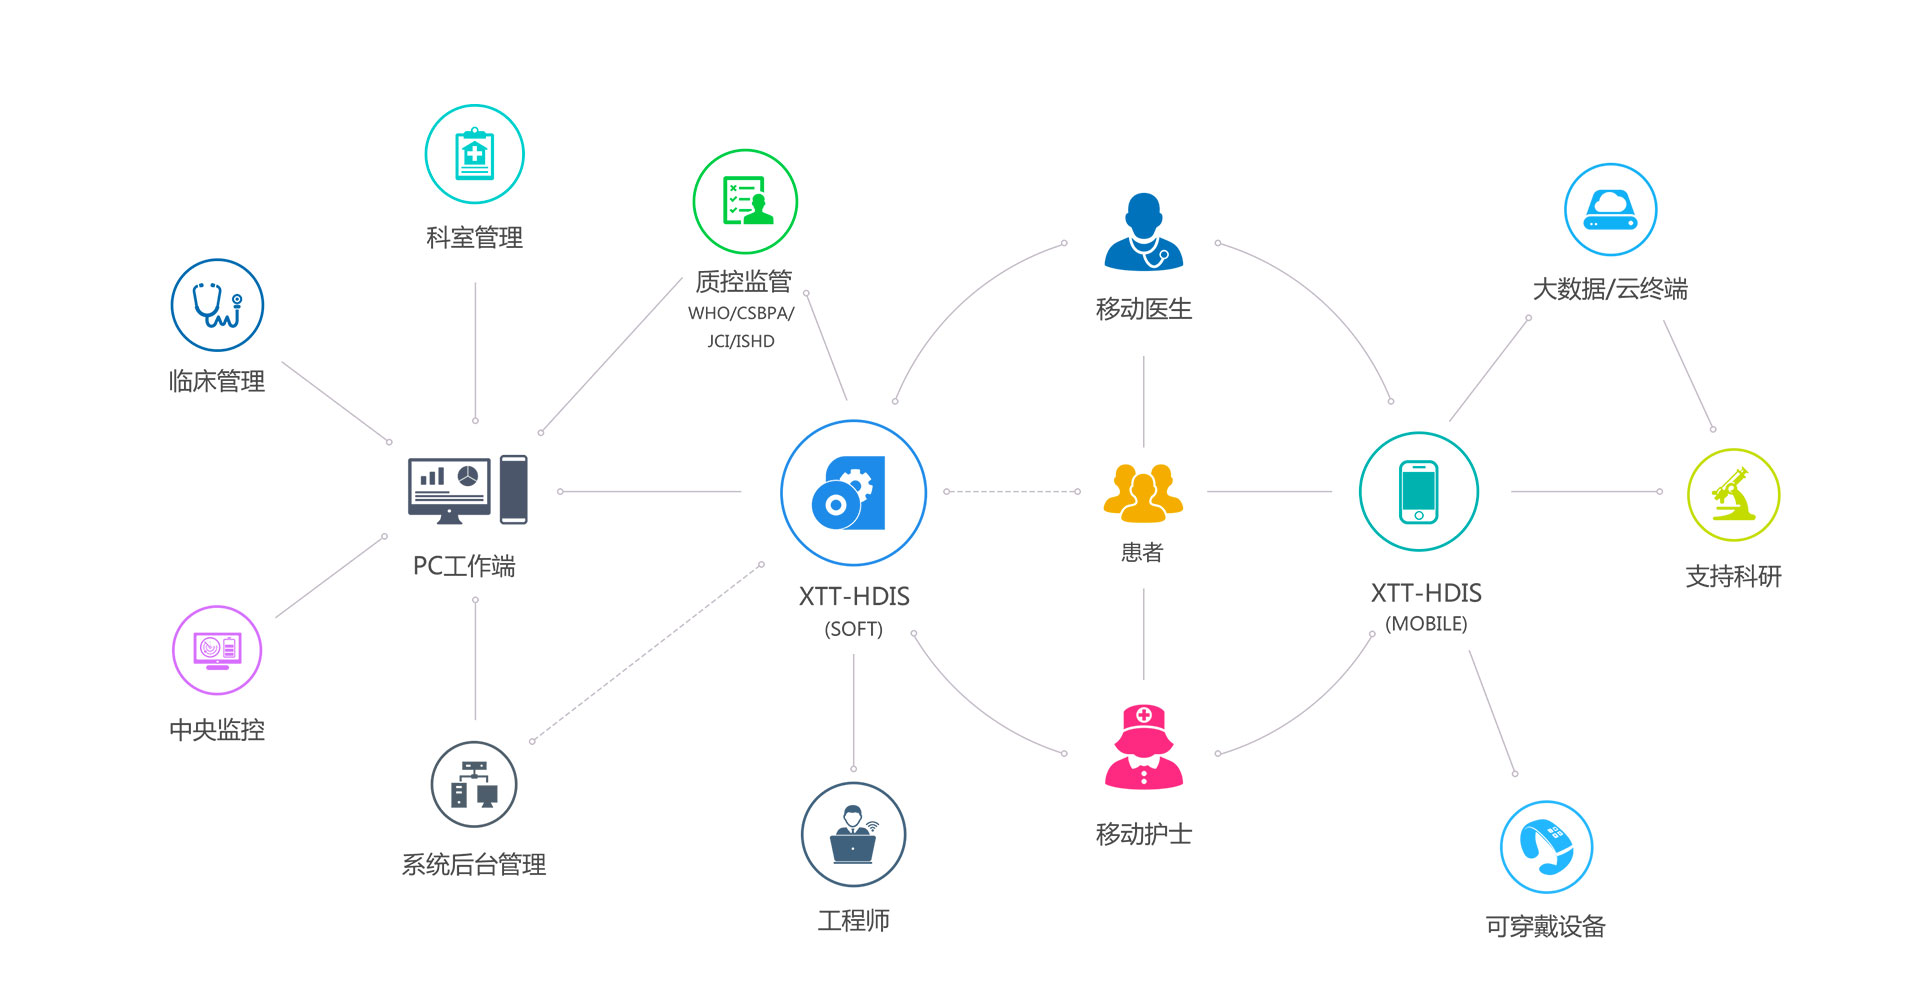 科室管理
质控监管
WHO/CSBPA/
JCI/ISHD
移动医生
大数据/云终端
临床管理
PC工作端
XTT-HDIS
(SOFT)
患者
XTT-HDIS
(MOBILE)
支持科研
中央监控
系统后台管理
工程师
移动护士
可穿戴设备